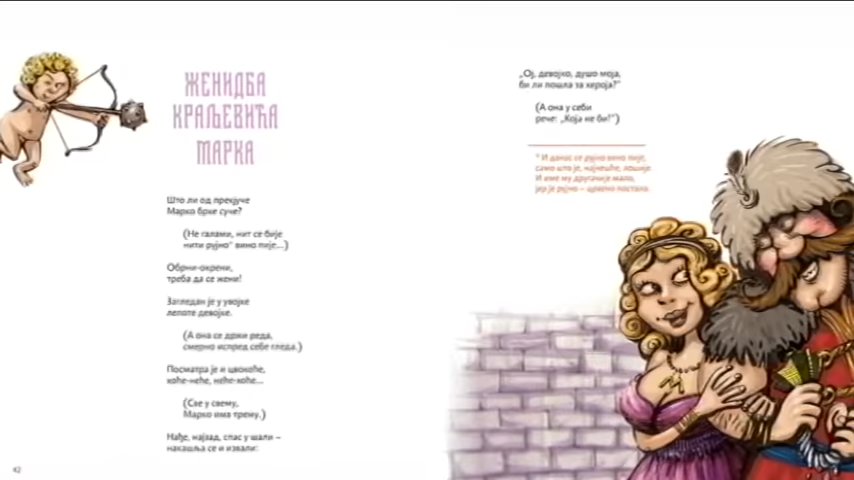 ЖЕНИДБА
КРАЉЕВИЋА
МАРКА
Што ли од прекјуче
Марко брке суче?
(Не галами, нит се бије
нити рујно* вино пије...)
Обрни-окрени,
треба да се жени!
Загледан је у увојке
лепоте девојке.
(А она се држи реда,
смерно испред себе гледа.)
Посматра је и цвокоће,
хоће-неће, неће-хоће...
(Све у свему,
Марко има трему.)
Нађе, најзад, спас у шали –
накашља се и извали:
42
„Ој, девојко, душо моја,
би ли пошла за хероја?"
(А она у себи
рече: „Која не би?")
* И данас се рујно вино пије,
само што је, најчешће, лошије.
И име му другачије мало,
јер је рујно – црвено постало.